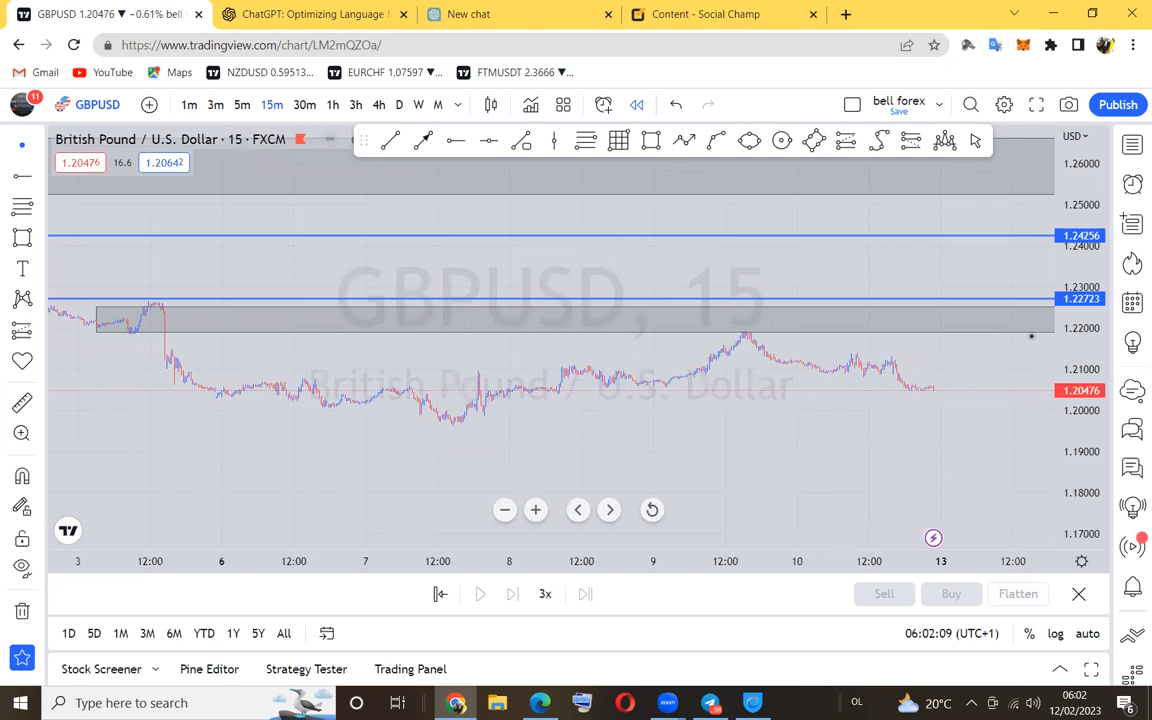 GBPUSD 1.20476 ▼ −0.61% bell f
ChatGPT: Optimizing Language M
New chat
Content - Social Champ
https://www.tradingview.com/chart/LM2mQZOa/
Gmail
YouTube
Maps
NZDUSD 0.59513...
EURCHF 1.07597 ▼...
FTMUSDT 2.3666 ▼...
11
GBPUSD
1m 3m 5m 15m 30m 1h 3h 4h D W M
bell forex
Save
Publish
British Pound / U.S. Dollar · 15 · FXCM
USD
1.20476 16.6 1.20642
1.26000
1.25000
1.24256
1.24000
1.23000
1.22723
1.22000
1.21000
1.20476
1.20000
1.19000
1.18000
1.17000
GBPUSD, 15
British Pound / U.S. Dollar
3 12:00 6 12:00 7 12:00 8 12:00 9 12:00 10 12:00 13 12:00
3x
Sell
Buy
Flatten
1D 5D 1M 3M 6M YTD 1Y 5Y All
06:02:09 (UTC+1)
% log auto
Stock Screener
Pine Editor
Strategy Tester
Trading Panel
Type here to search
OL
20°C
06:02
12/02/2023
6